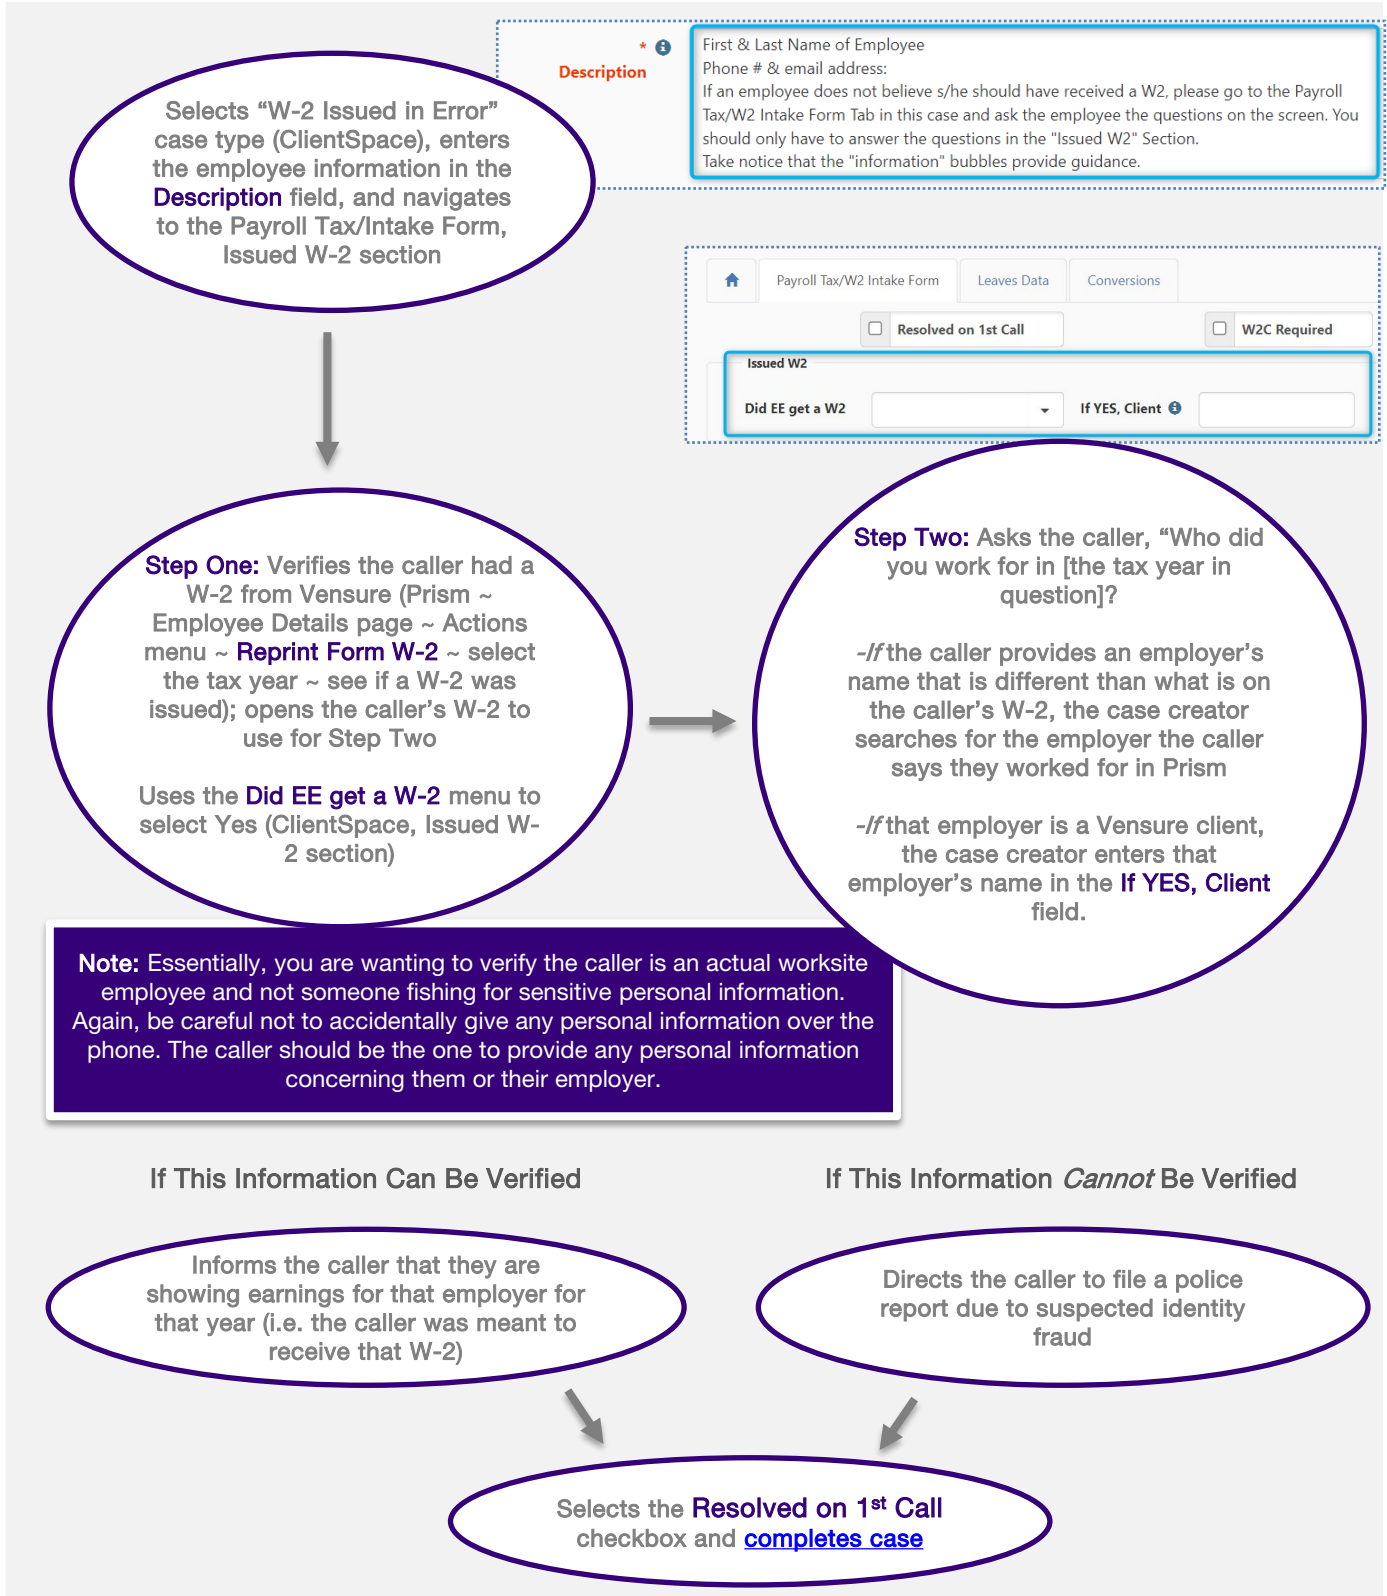 * 
Description
First & Last Name of Employee
Phone # & email address:
If an employee does not believe s/he should have received a W2, please go to the Payroll
Tax/W2 Intake Form Tab in this case and ask the employee the questions on the screen. You
should only have to answer the questions in the "Issued W2" Section.
Take notice that the "information" bubbles provide guidance.
Selects “W-2 Issued in Error”
case type (ClientSpace), enters
the employee information in the
Description field, and navigates
to the Payroll Tax/Intake Form,
Issued W-2 section
Payroll Tax/W2 Intake Form
Leaves Data
Conversions
Resolved on 1st Call
W2C Required
Issued W2
Did EE get a W2
If YES, Client
Step One: Verifies the caller had a
W-2 from Vensure (Prism ~
Employee Details page ~ Actions
menu ~ Reprint Form W-2 ~ select
the tax year ~ see if a W-2 was
issued); opens the caller’s W-2 to
use for Step Two
Uses the Did EE get a W-2 menu to
select Yes (ClientSpace, Issued W-
2 section)
Step Two: Asks the caller, “Who did
you work for in [the tax year in
question]?
-If the caller provides an employer’s
name that is different than what is on
the caller’s W-2, the case creator
searches for the employer the caller
says they worked for in Prism
-If that employer is a Vensure client,
the case creator enters that
employer’s name in the If YES, Client
field.
Note: Essentially, you are wanting to verify the caller is an actual worksite
employee and not someone fishing for sensitive personal information.
Again, be careful not to accidentally give any personal information over the
phone. The caller should be the one to provide any personal information
concerning them or their employer.
If This Information Can Be Verified
If This Information Cannot Be Verified
Informs the caller that they are
showing earnings for that employer for
that year (i.e. the caller was meant to
receive that W-2)
Directs the caller to file a police
report due to suspected identity
fraud
Selects the Resolved on 1st Call
checkbox and completes case